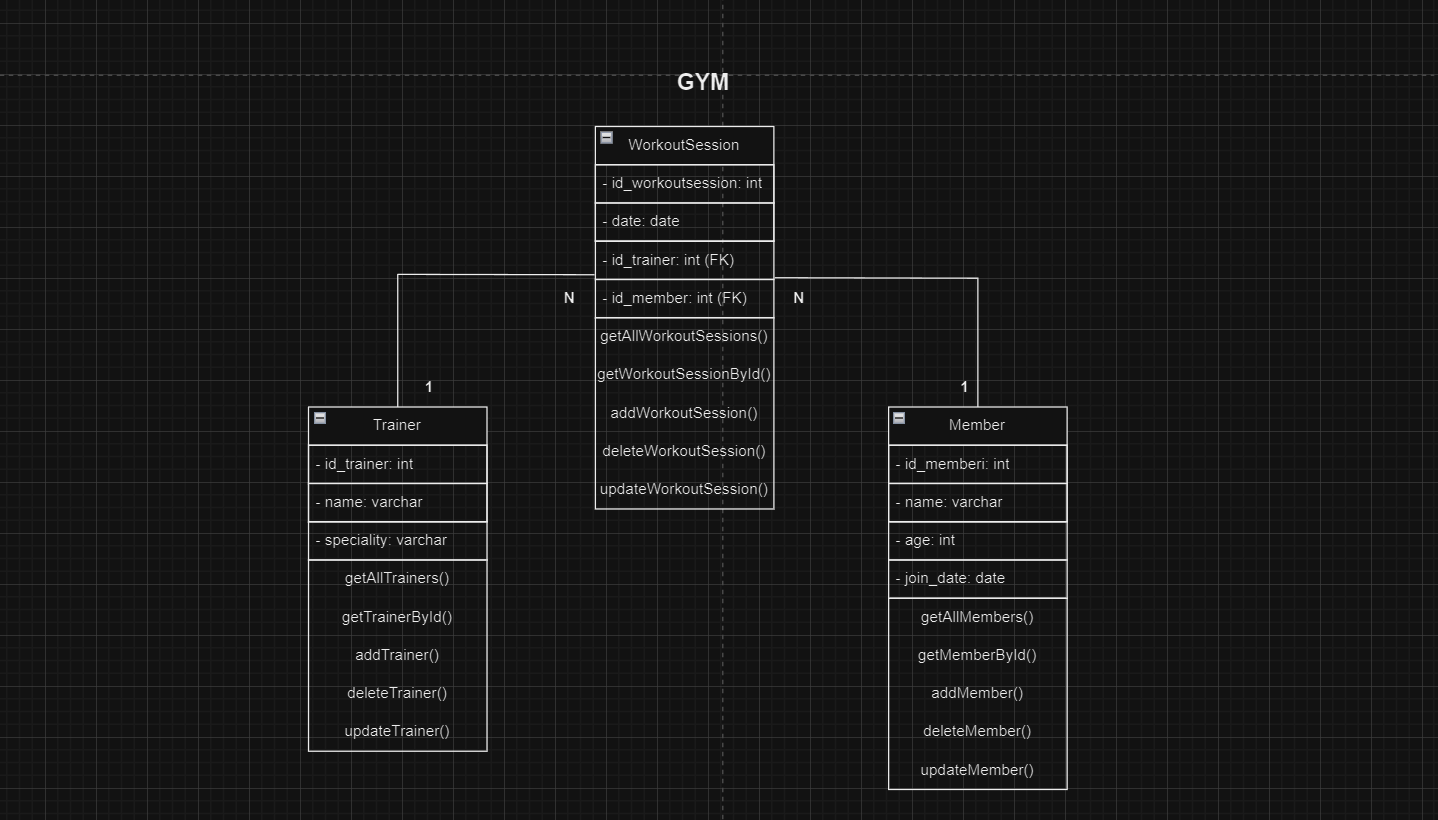 GYM
WorkoutSession
- id_workoutsession: int
- date: date
- id_trainer: int (FK)
- id_member: int (FK)
getAllWorkoutSessions()
getWorkoutSessionById()
addWorkoutSession()
deleteWorkoutSession()
updateWorkoutSession()
N
N
1
1
Trainer
- id_trainer: int
- name: varchar
- speciality: varchar
getAllTrainers()
getTrainerById()
addTrainer()
deleteTrainer()
updateTrainer()
Member
- id_memberi: int
- name: varchar
- age: int
- join_date: date
getAllMembers()
getMemberById()
addMember()
deleteMember()
updateMember()